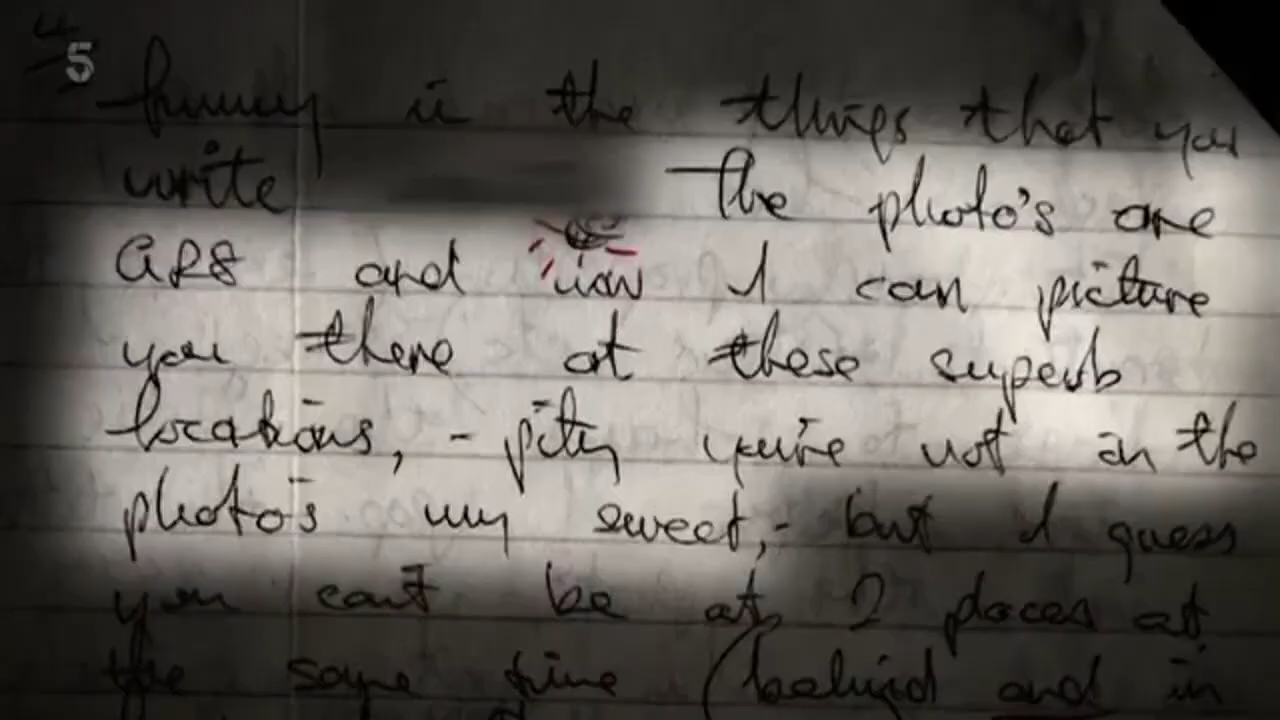 4
5
funny is the things that you
write The photo's are
and now I can picture
you there at these superb
locations, - pity you're not in the
photo's my sweet, - but I guess
you can't be at 2 places at
the same time (behind and in